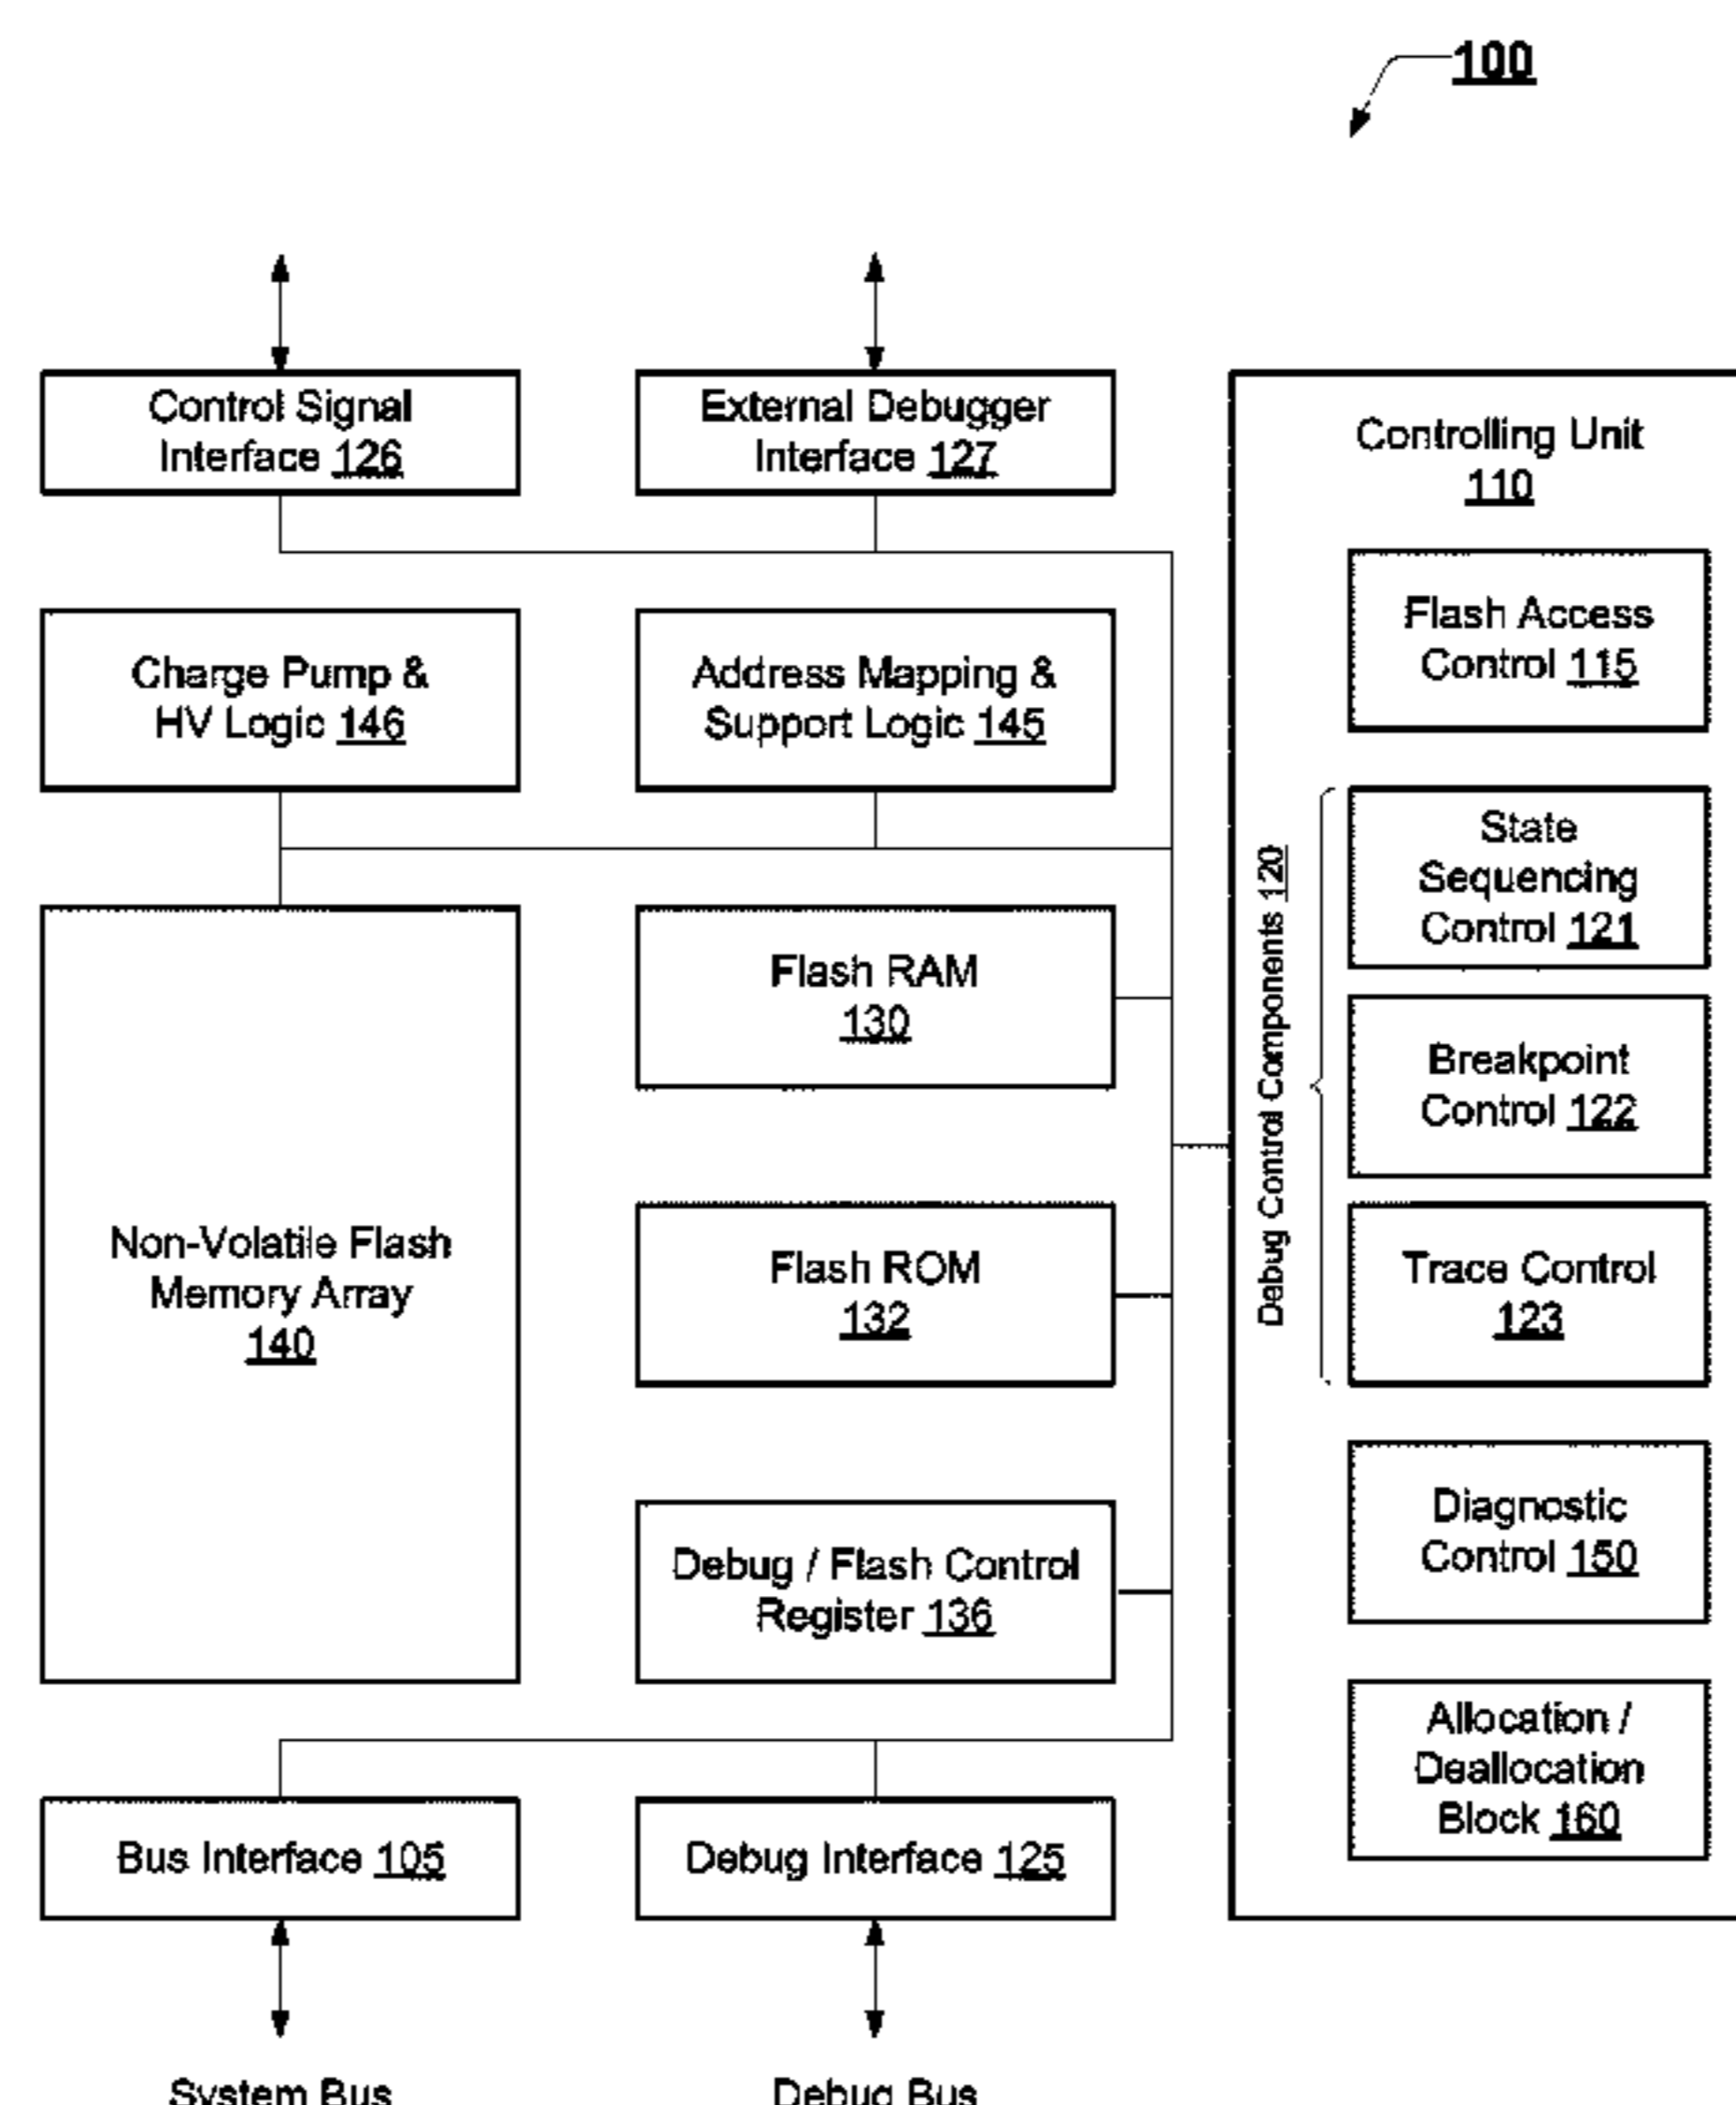 100
Control Signal
Interface 126
External Debugger
Interface 127
Controlling Unit
110
Charge Pump &
HV Logic 146
Address Mapping &
Support Logic 145
Flash Access
Control 115
Debug Control Components 120
State
Sequencing
Control 121
Flash RAM
130
Breakpoint
Control 122
Non-Volatile Flash
Memory Array
140
Flash ROM
132
Trace Control
123
Debug / Flash Control
Register 136
Diagnostic
Control 150
Allocation /
Deallocation
Block 160
Bus Interface 105
Debug Interface 125
System Bus
Debug Bus